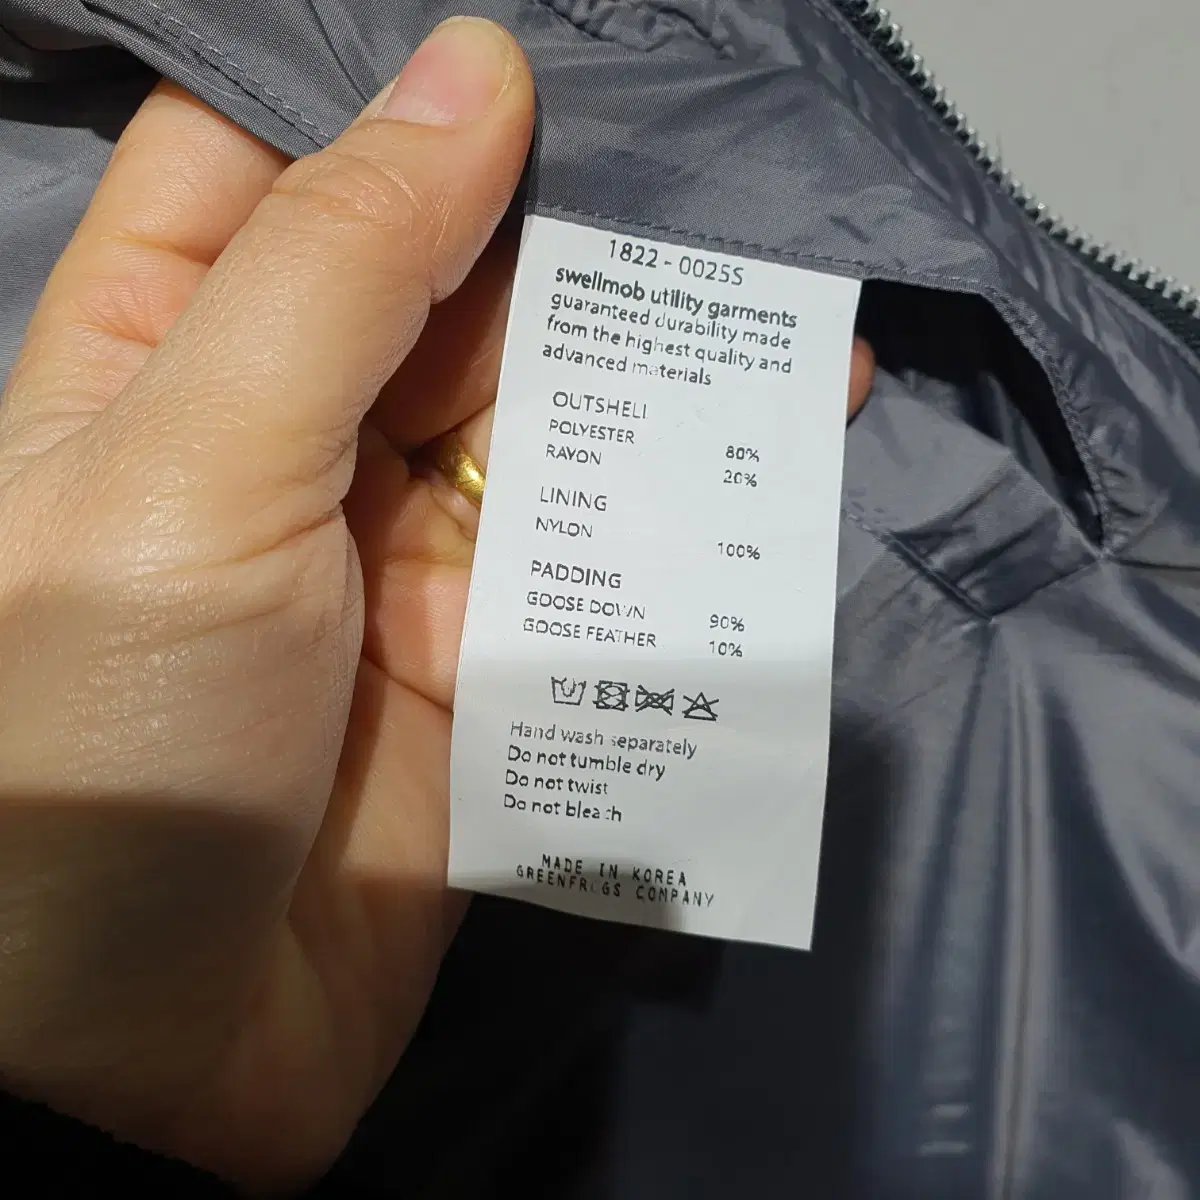 1822-0025S
swellmob utility garments
guaranteed durability made
from the highest quality and
advanced materials
OUTSHELL
POLYESTER 80%
RAYON 20%
LINING
NYLON 100%
PADDING
GOOSE DOWN 90%
GOOSE FEATHER 10%
Hand wash separately
Do not tumble dry
Do not twist
Do not bleach
MADE IN KOREA
GREENFROGS COMPANY